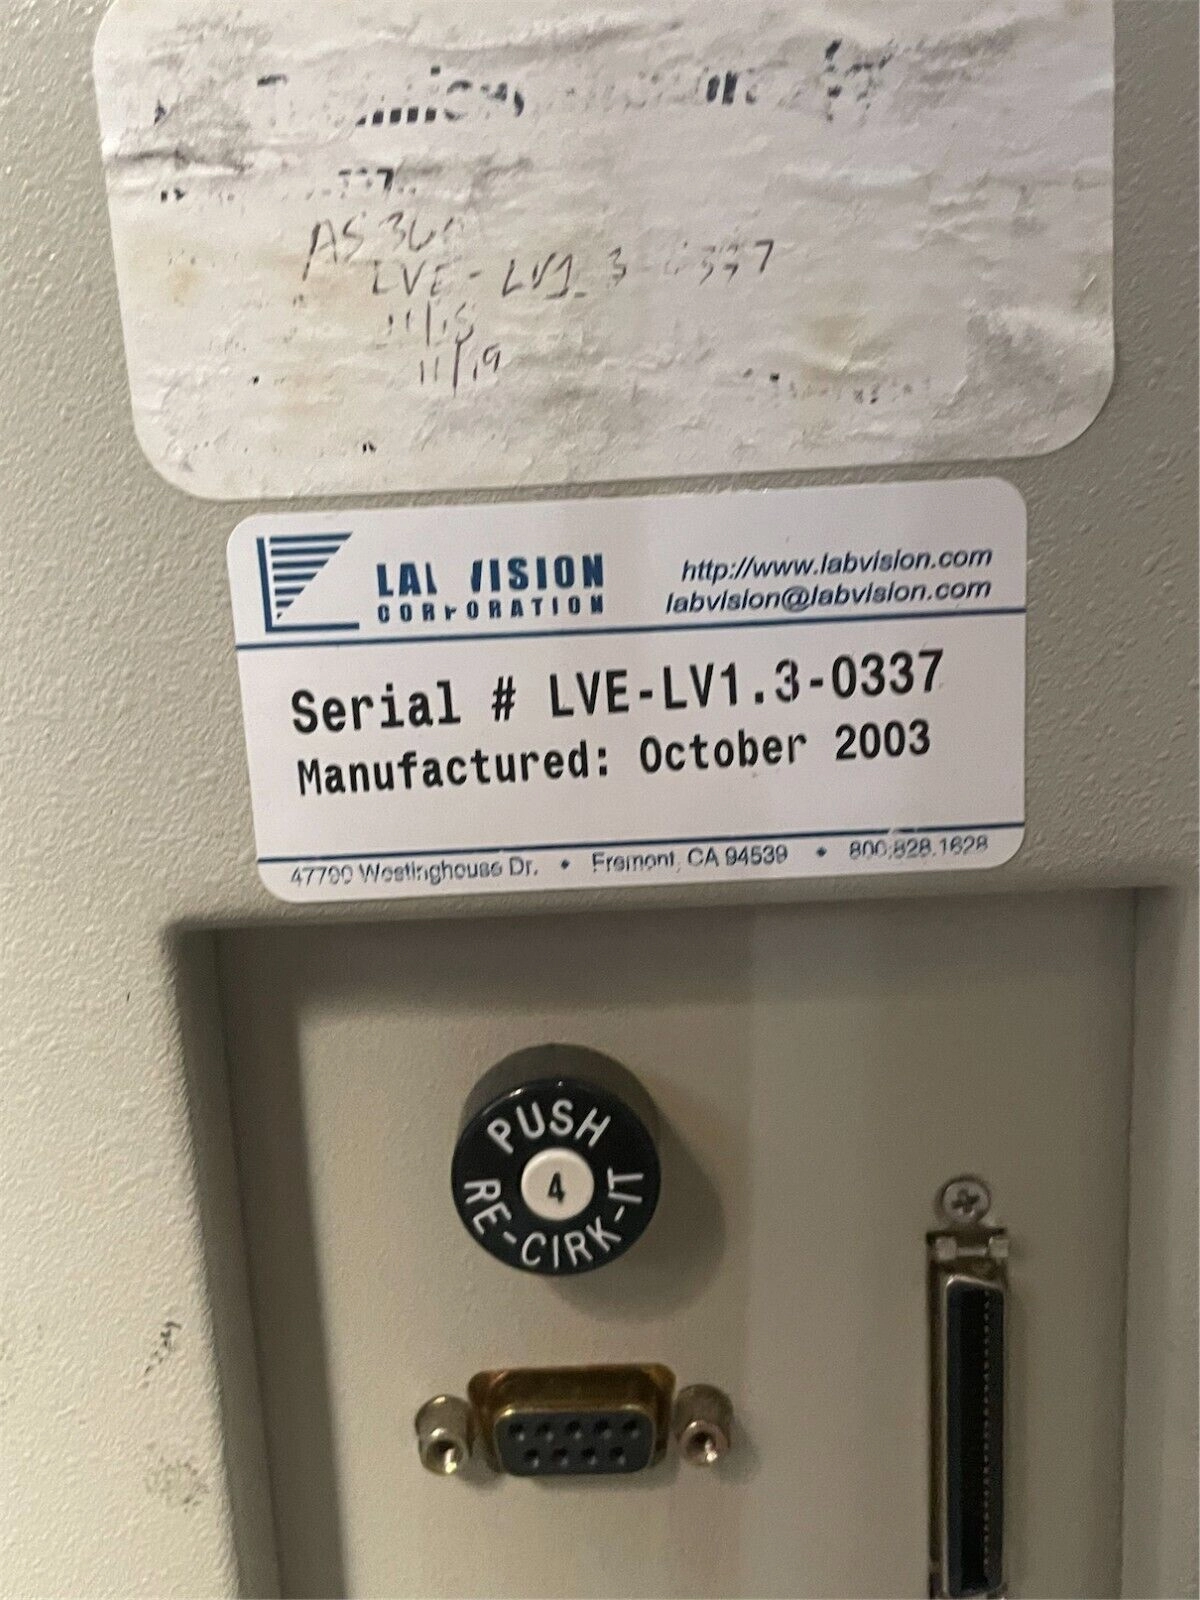 LVE-LV1.3-0337
11/15
11/19
LAB VISION
CORPORATION
http://www.labvision.com
labvision@labvision.com
Serial # LVE-LV1.3-0337
Manufactured: October 2003
47790 Westinghouse Dr. • Fremont, CA 94539 • 800.828.1628
PUSH
4
RE-CIRK-IT